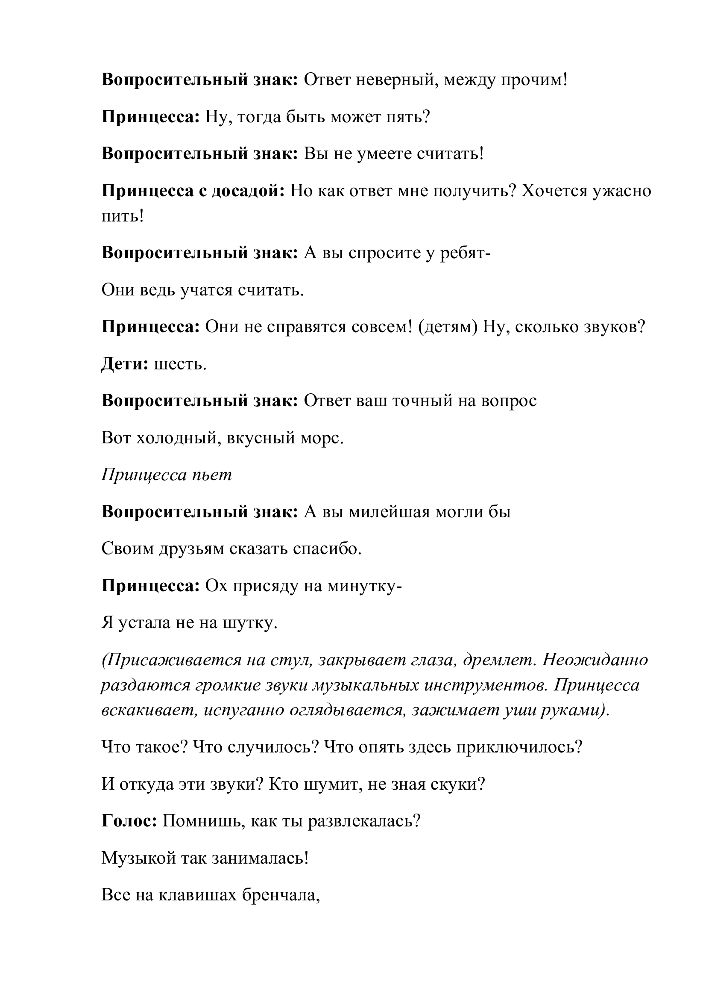 Вопросительный знак: Ответ неверный, между прочим!
Принцесса: Ну, тогда быть может пять?
Вопросительный знак: Вы не умеете считать!
Принцесса с досадой: Но как ответ мне получить? Хочется ужасно
пить!
Вопросительный знак: А вы спросите у ребят-
Они ведь учатся считать.
Принцесса: Они не справятся совсем! (детям) Ну, сколько звуков?
Дети: шесть.
Вопросительный знак: Ответ ваш точный на вопрос
Вот холодный, вкусный морс.
Принцесса пьет
Вопросительный знак: А вы милейшая могли бы
Своим друзьям сказать спасибо.
Принцесса: Ох присяду на минутку-
Я устала не на шутку.
(Присаживается на стул, закрывает глаза, дремлет. Неожиданно
раздаются громкие звуки музыкальных инструментов. Принцесса
вскакивает, испуганно оглядывается, зажимает уши руками).
Что такое? Что случилось? Что опять здесь приключилось?
И откуда эти звуки? Кто шумит, не зная скуки?
Голос: Помнишь, как ты развлекалась?
Музыкой так занималась!
Все на клавишах бренчала,